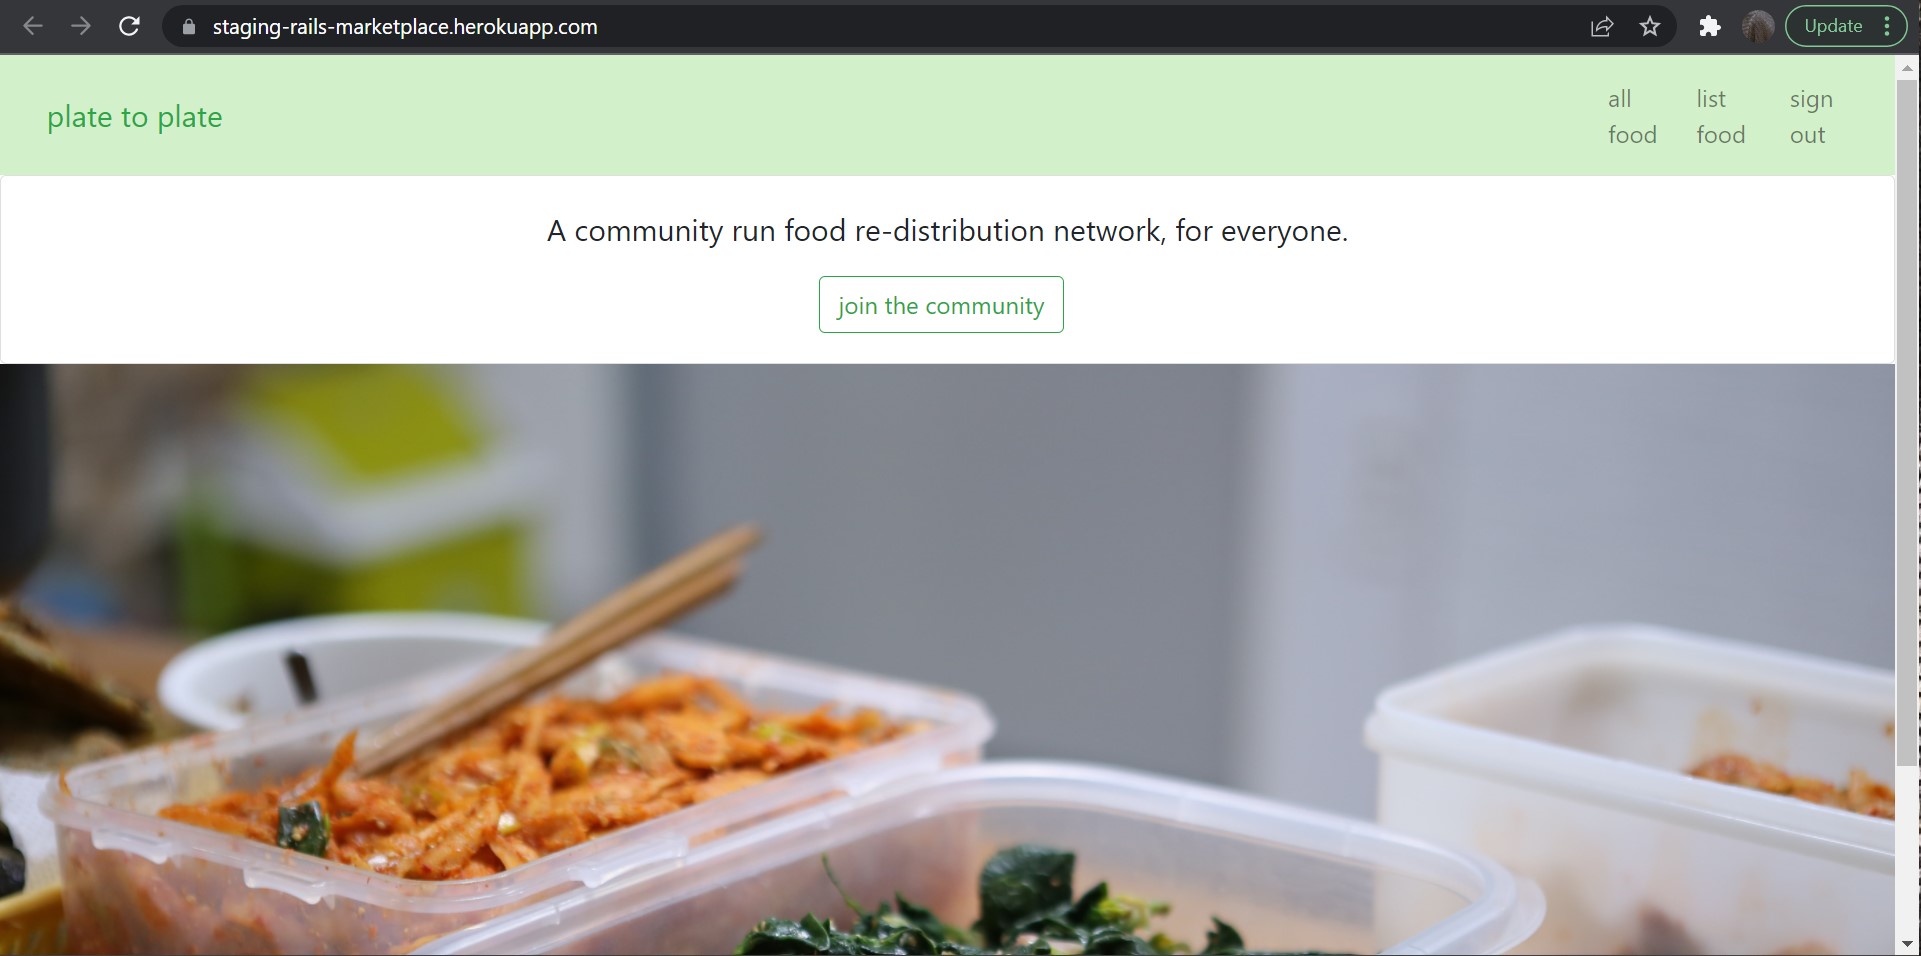 staging-rails-marketplace.herokuapp.com
Update
plate to plate
all food
list food
sign out
A community run food re-distribution network, for everyone.
join the community